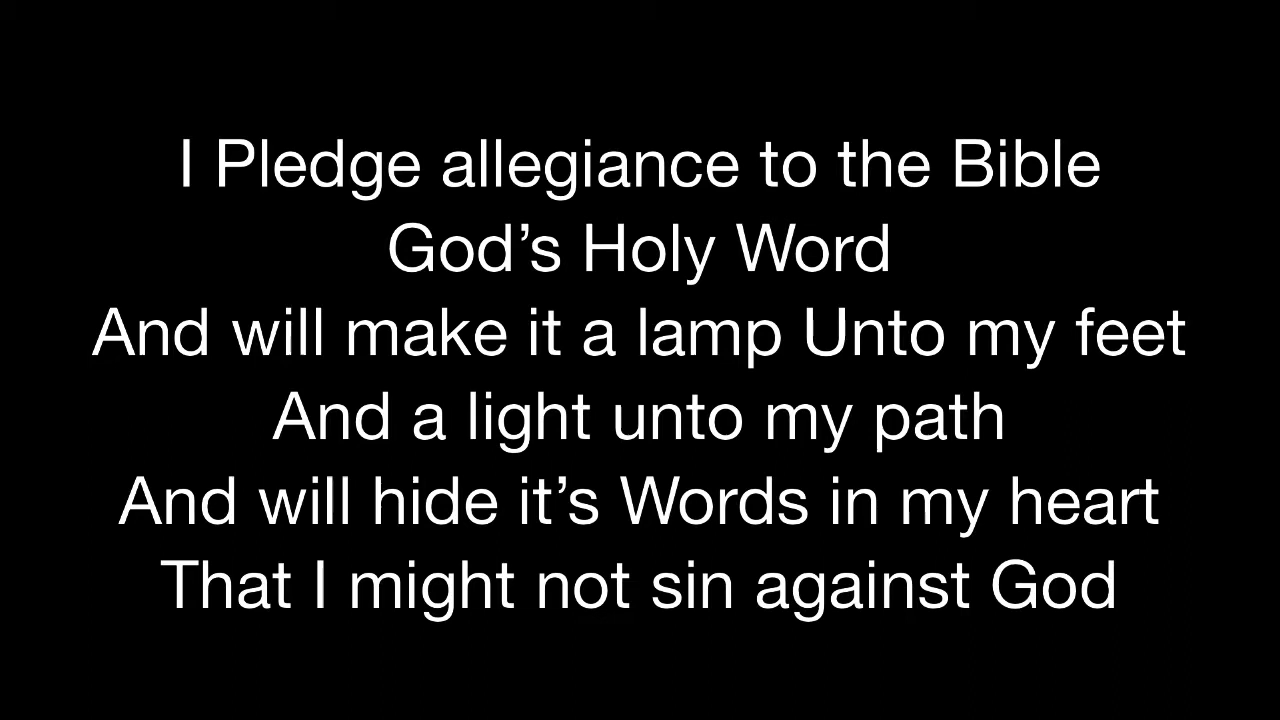 I Pledge allegiance to the Bible
God’s Holy Word
And will make it a lamp Unto my feet
And a light unto my path
And will hide it’s Words in my heart
That I might not sin against God